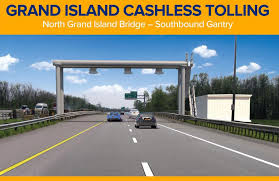 GRAND ISLAND CASHLESS TOLLING
North Grand Island Bridge – Southbound Gantry